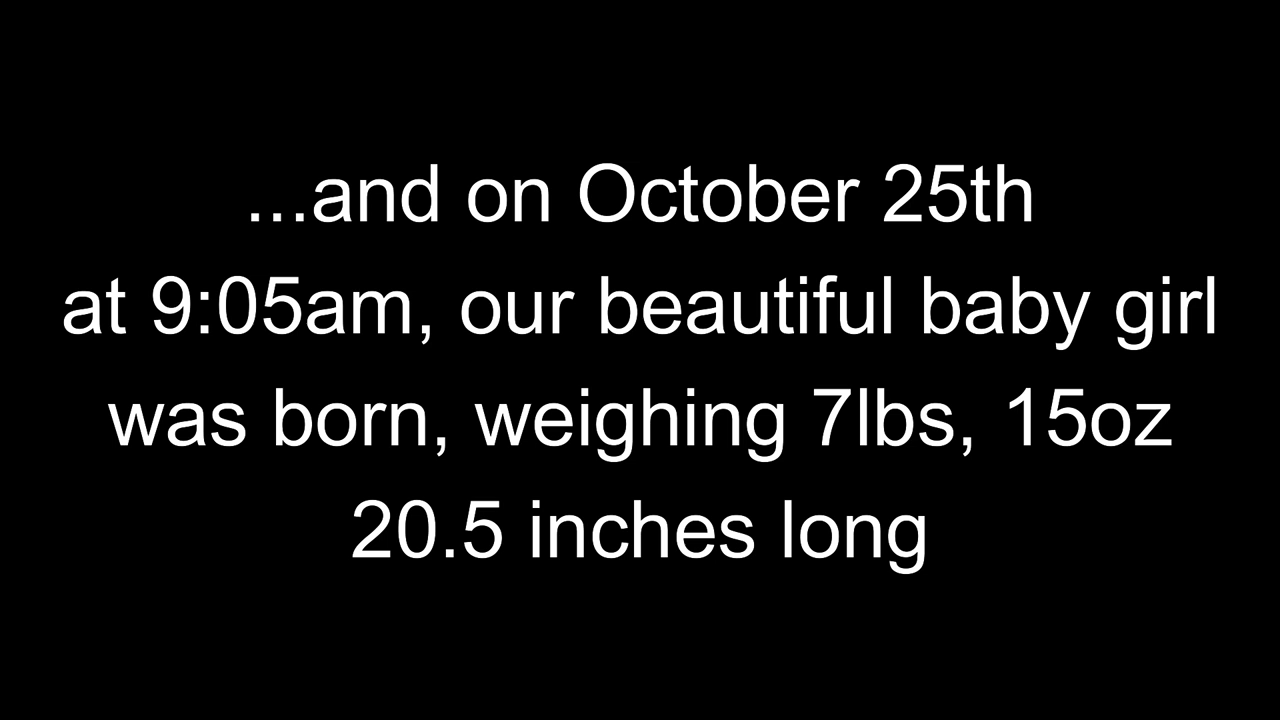 ...and on October 25th
at 9:05am, our beautiful baby girl
was born, weighing 7lbs, 15oz
20.5 inches long